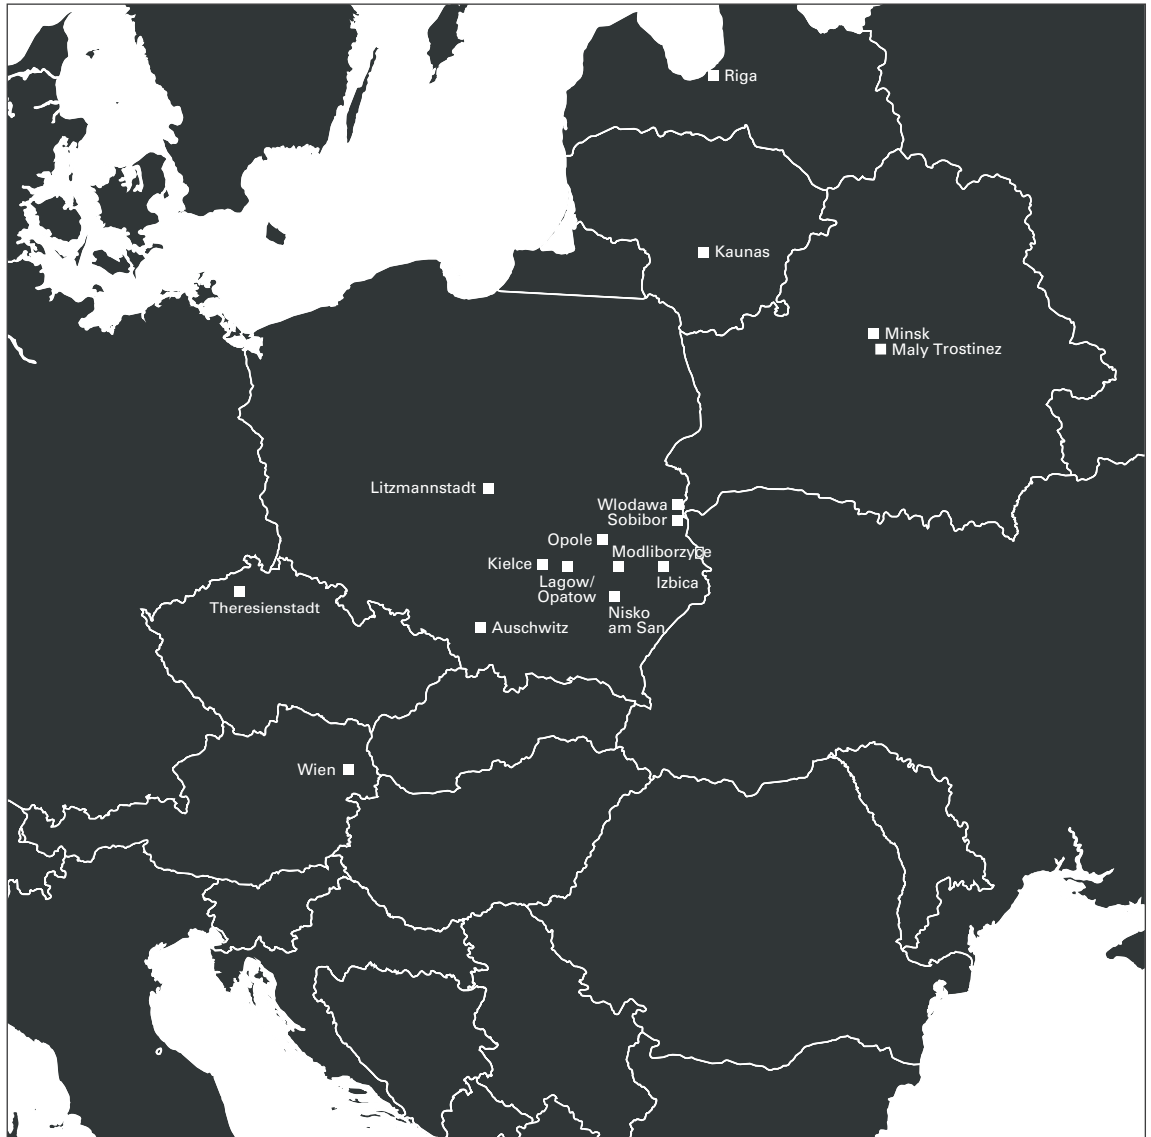 Riga
Kaunas
Minsk
Maly Trostinez
Litzmannstadt
Wlodawa
Sobibor
Opole
Modliborzyce
Kielce
Lagow/
Opatow
Izbica
Theresienstadt
Nisko
am San
Auschwitz
Wien